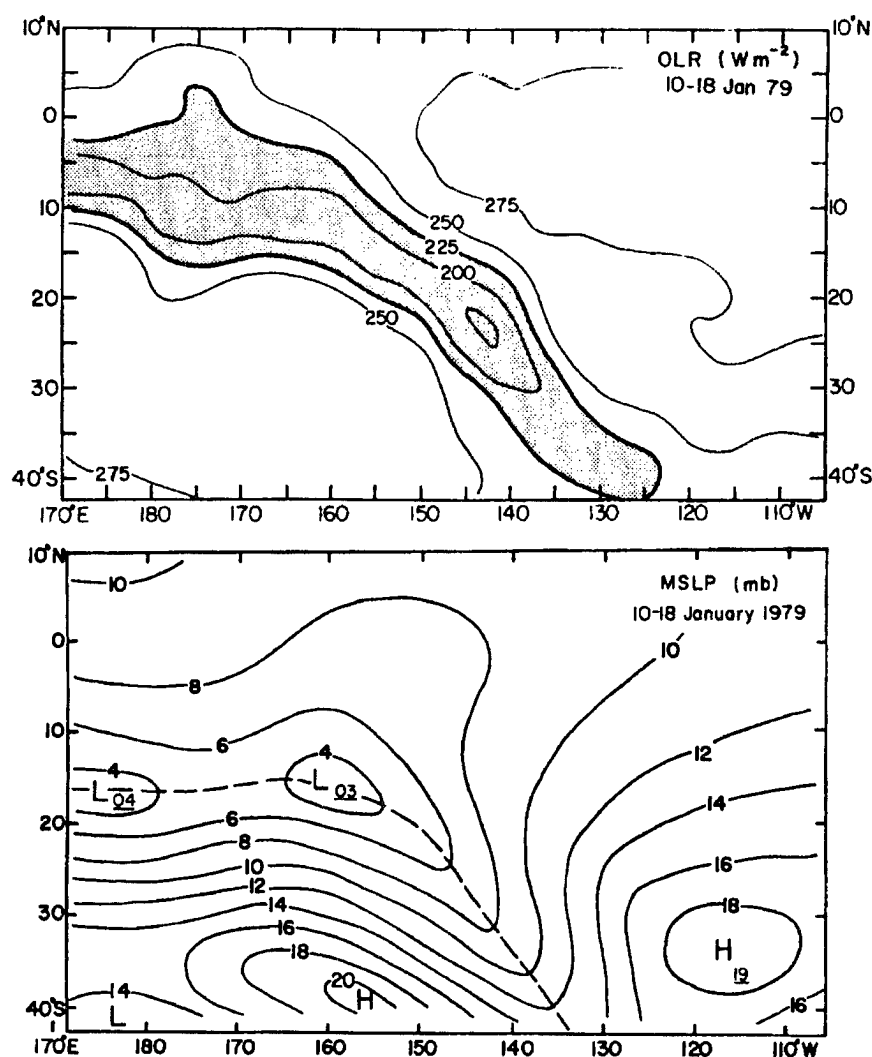 10°N 10°N
OLR (Wm⁻²)
10-18 Jan 79
0 0
10 250 275 10
225
200
20 250 20
30 30
40°S 275 40°S
170°E 180 170 160 150 140 130 120 110°W
10°N 10 MSLP (mb)
10-18 January 1979
0 10
8
10 6 12
4 4
L 04 L 03 14
20 6
8 16
10
12
30 14 18
16 H 19
18
20 H
40°S 14 16
L
170°E 180 170 160 150 140 130 120 110°W